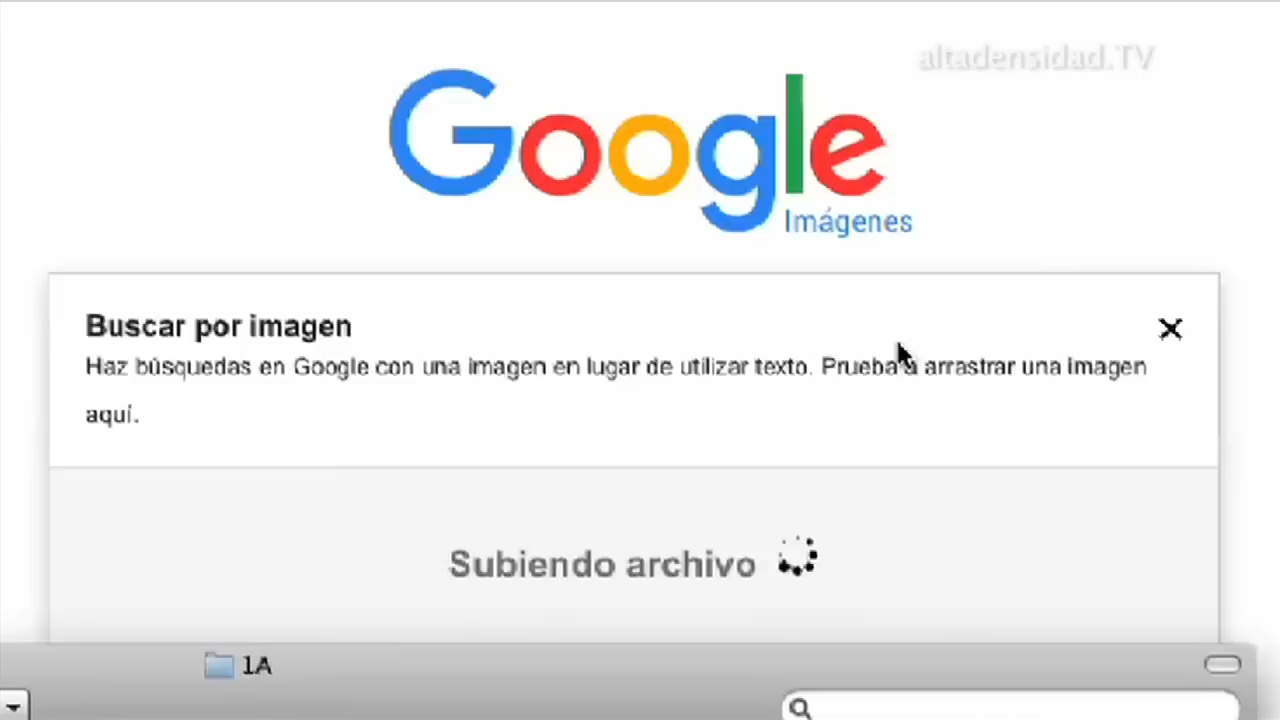 altadensidad.TV
Google
Imágenes
Buscar por imagen
Haz búsquedas en Google con una imagen en lugar de utilizar texto. Prueba a arrastrar una imagen
aquí.
Subiendo archivo
1A